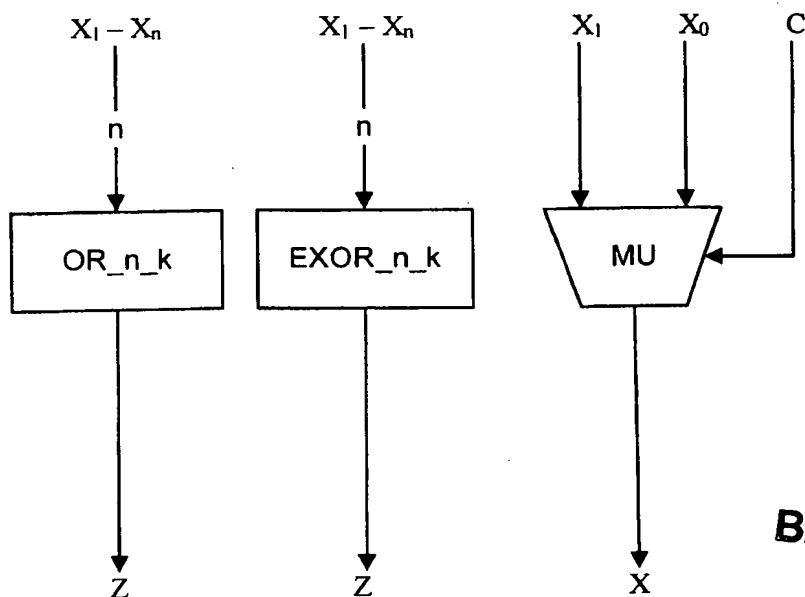 X₁ – Xₙ X₁ – Xₙ X₁ X₀ C
n n
OR_n_k EXOR_n_k MU
Z Z X
B